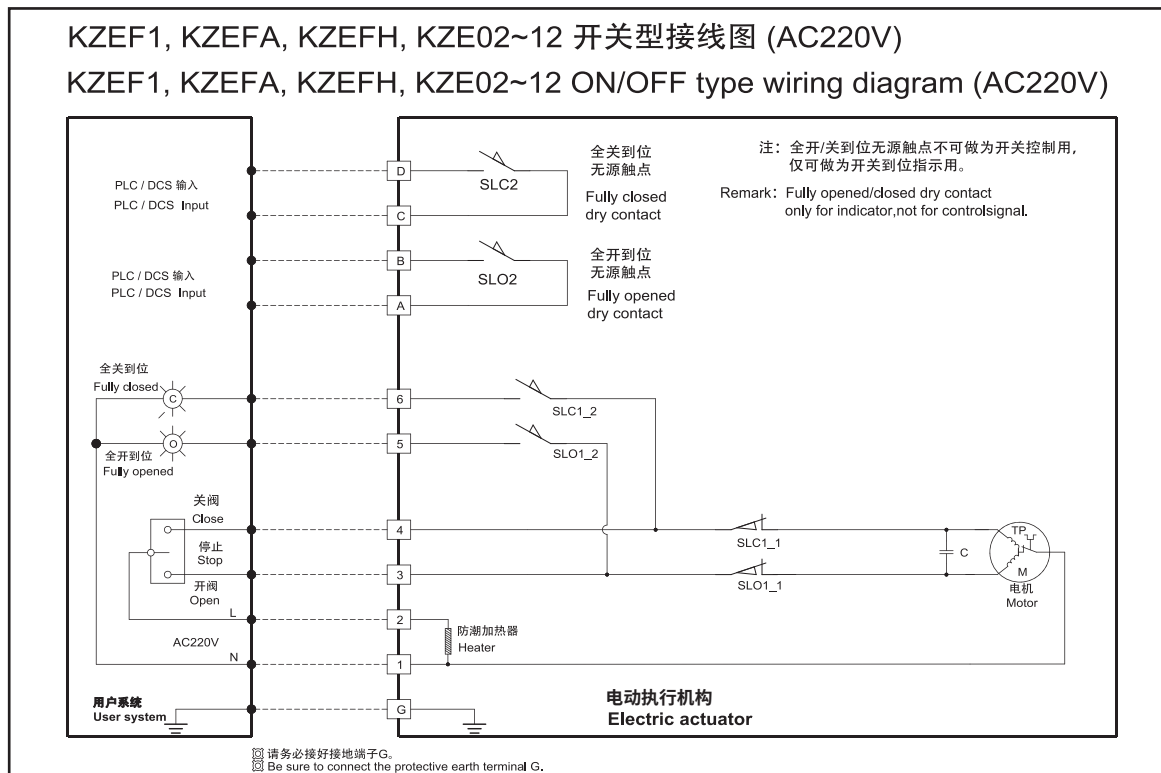 KZEF1, KZEFA, KZEFH, KZE02~12 开关型接线图 (AC220V)
KZEF1, KZEFA, KZEFH, KZE02~12 ON/OFF type wiring diagram (AC220V)
PLC / DCS 输入
PLC / DCS Input
D
SLC2
C
全关到位
无源触点
Fully closed
dry contact
注：全开/关到位无源触点不可做为开关控制用，
仅可做为开关到位指示用。
Remark：Fully opened/closed dry contact
only for indicator,not for controlsignal.
PLC / DCS 输入
PLC / DCS Input
B
SLO2
A
全开到位
无源触点
Fully opened
dry contact
全关到位
Fully closed
C
6
SLC1_2
O
5
SLO1_2
全开到位
Fully opened
关阀
Close
4
SLC1_1
停止
Stop
3
SLO1_1
开阀
Open
C
TP
M
电机
Motor
L
2
防潮加热器
Heater
AC220V
N
1
用户系统
User system
G
电动执行机构
Electric actuator
请务必接好接地端子G。
Be sure to connect the protective earth terminal G.